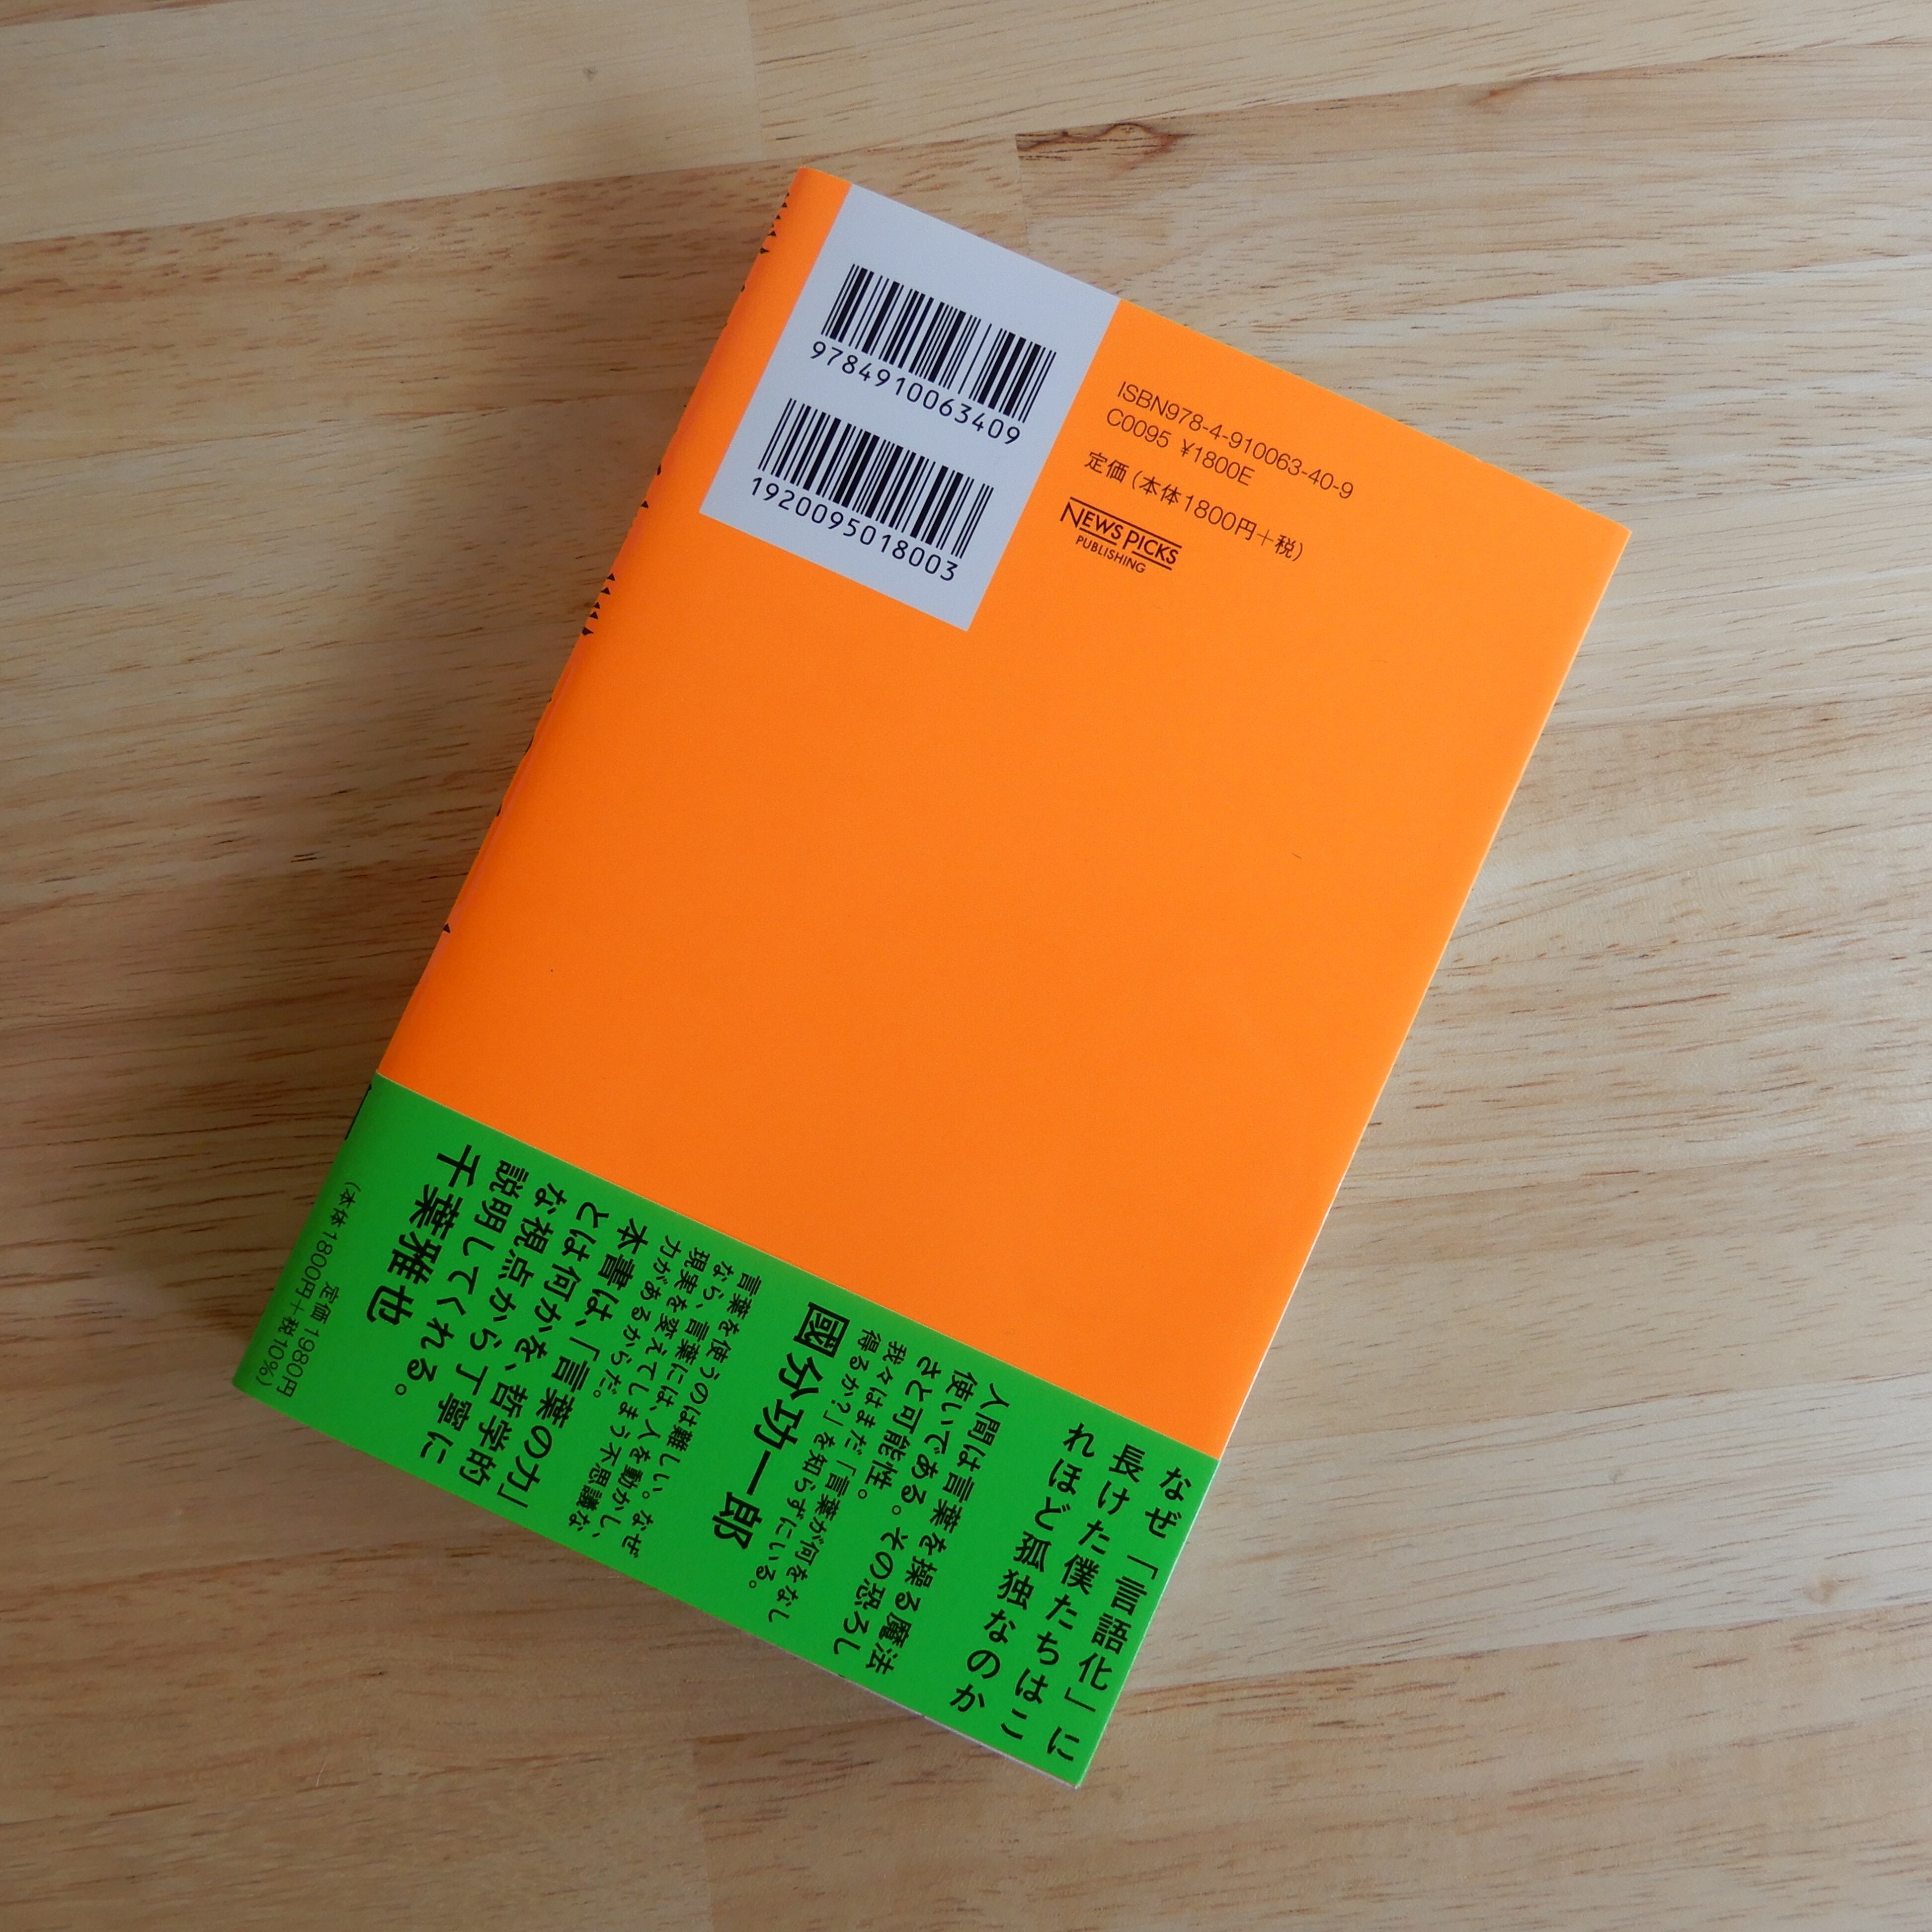 9784910063409
1920095018003
ISBN978-4-910063-40-9
C0095 ¥1800E
定価(本体1800円+税)
NEWS PICKS
PUBLISHING
なぜ「言語化」に
長けた僕たちはこ
れほど孤独なのか
人間は言葉を操る魔法
使いである。その恐ろし
さと可能性。
我々はまだ「言葉が何をなし
得るか?」を知らずにいる。
國分功一郎
言葉を使うのは難しい。なぜ
なら、言葉には、人を動かし、
現実を変えてしまう不思議な
力があるからだ。
本書は、「言葉の力」
とは何かを、哲学的
な視点から丁寧に
説明してくれる。
千葉雅也
定価1980円
(本体1800円+税10%)